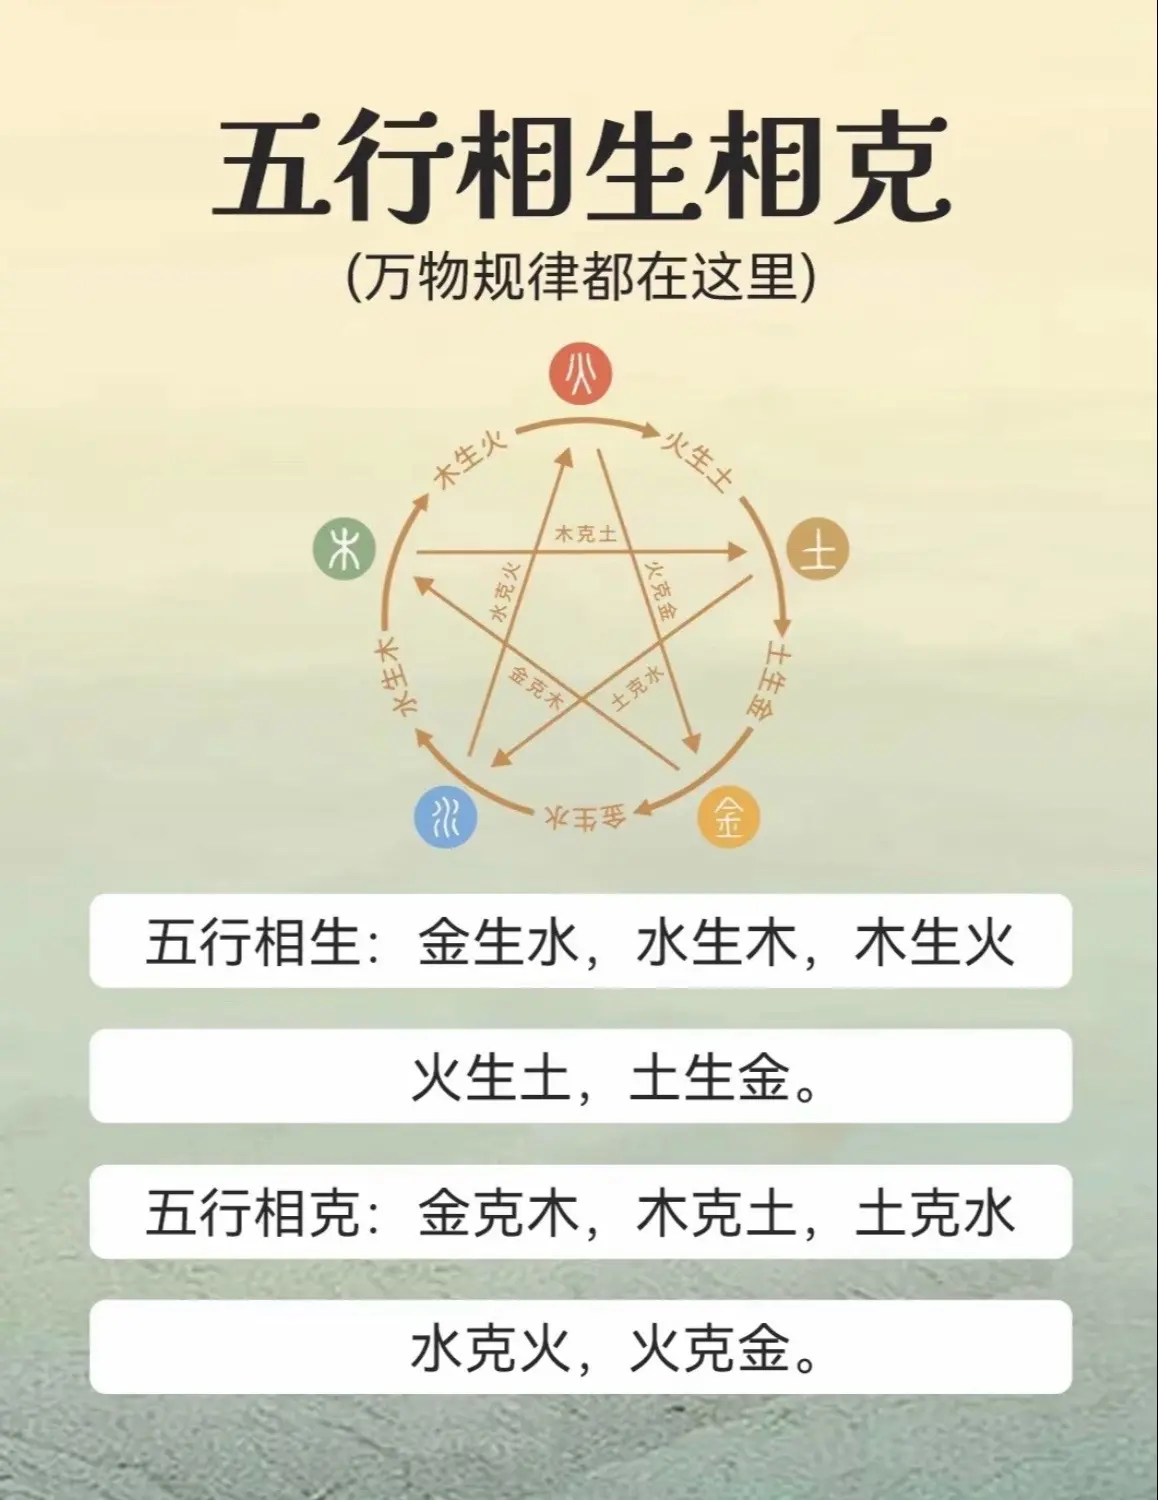 五行相生相克
(万物规律都在这里)
火
木生火
火生土
木
木克土
土
水克火
火克金
水生木
金克木
土克水
土生金
水
金生水
金
五行相生：金生水，水生木，木生火
火生土，土生金。
五行相克：金克木，木克土，土克水
水克火，火克金。